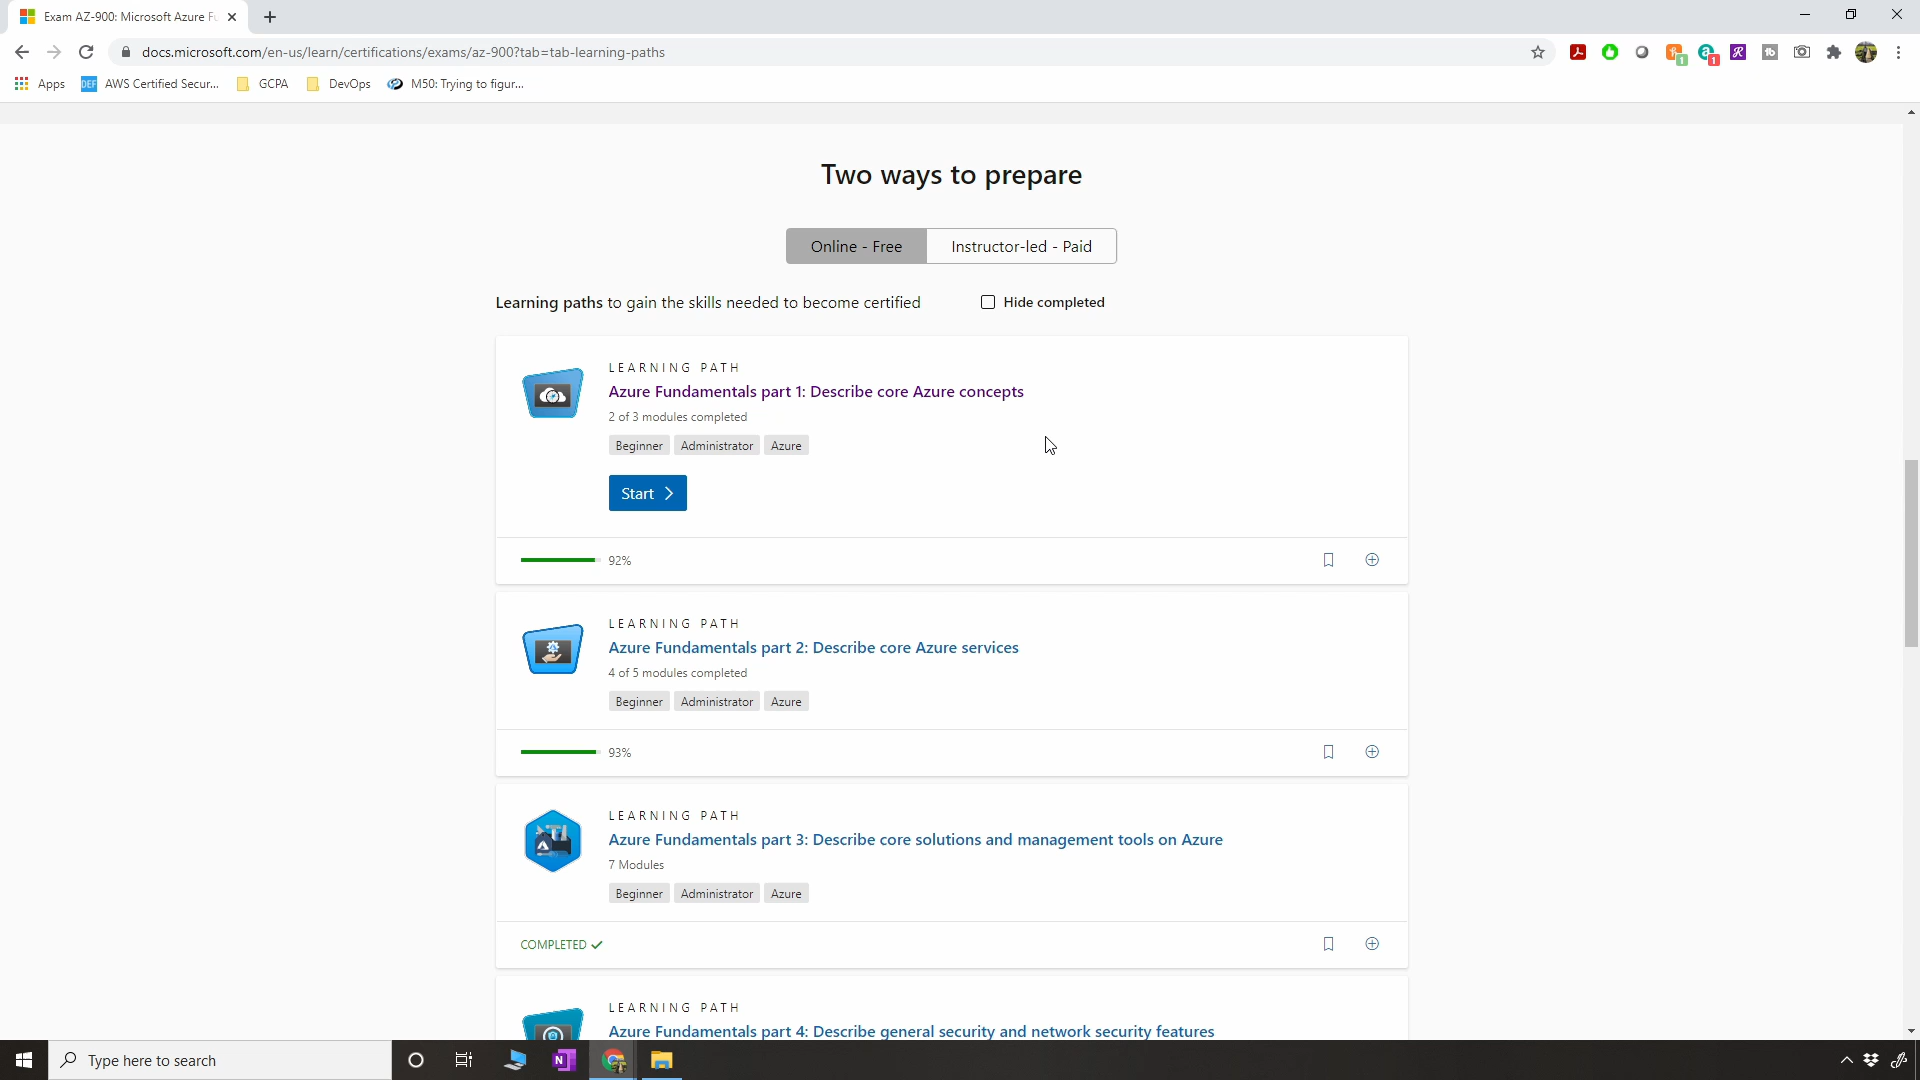 Exam AZ-900: Microsoft Azure Fu
docs.microsoft.com/en-us/learn/certifications/exams/az-900?tab=tab-learning-paths
1
1
Apps
DEF
AWS Certified Secur...
GCPA
DevOps
M50: Trying to figur...
Two ways to prepare
Online - Free
Instructor-led - Paid
Learning paths to gain the skills needed to become certified
Hide completed
LEARNING PATH
Azure Fundamentals part 1: Describe core Azure concepts
2 of 3 modules completed
Beginner Administrator Azure
Start
92%
LEARNING PATH
Azure Fundamentals part 2: Describe core Azure services
4 of 5 modules completed
Beginner Administrator Azure
93%
LEARNING PATH
Azure Fundamentals part 3: Describe core solutions and management tools on Azure
7 Modules
Beginner Administrator Azure
COMPLETED
LEARNING PATH
Azure Fundamentals part 4: Describe general security and network security features
Type here to search
N